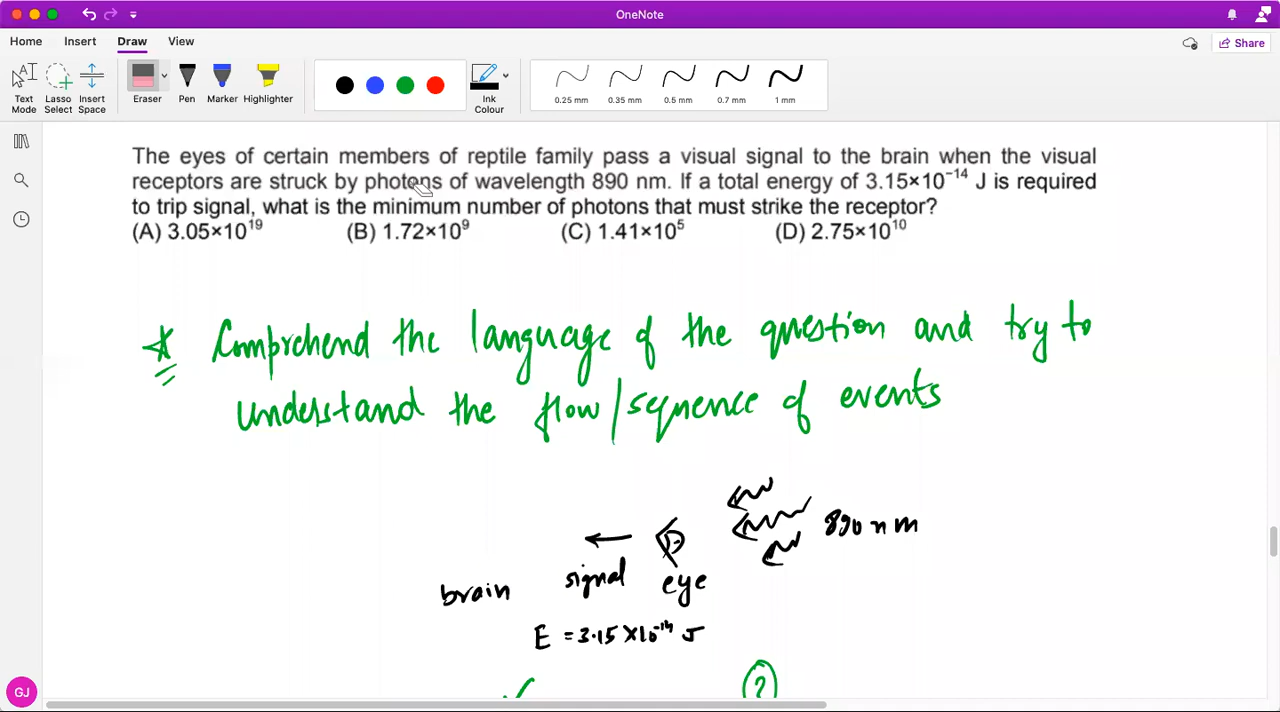 OneNote
Home Insert Draw View
Share
Text Mode
Lasso Select
Insert Space
Eraser
Pen
Marker
Highlighter
Ink Colour
0.25 mm
0.35 mm
0.5 mm
0.7 mm
1 mm
The eyes of certain members of reptile family pass a visual signal to the brain when the visual
receptors are struck by photons of wavelength 890 nm. If a total energy of 3.15×10⁻¹⁴ J is required
to trip signal, what is the minimum number of photons that must strike the receptor?
(A) 3.05×10¹⁹ (B) 1.72×10⁹ (C) 1.41×10⁵ (D) 2.75×10¹⁰
* Comprehend the language of the question and try to
understand the flow/sequence of events
890 nm
brain signal eye
E = 3.15×10⁻¹⁴ J
?
GJ